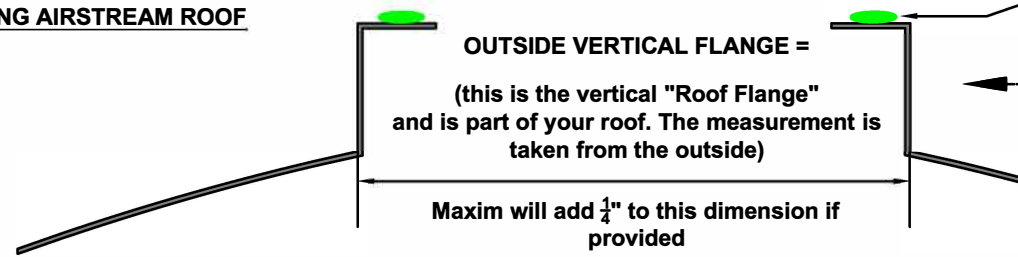 NG AIRSTREAM ROOF
OUTSIDE VERTICAL FLANGE =
(this is the vertical "Roof Flange"
and is part of your roof. The measurement is
taken from the outside)
Maxim will add ¼" to this dimension if
provided